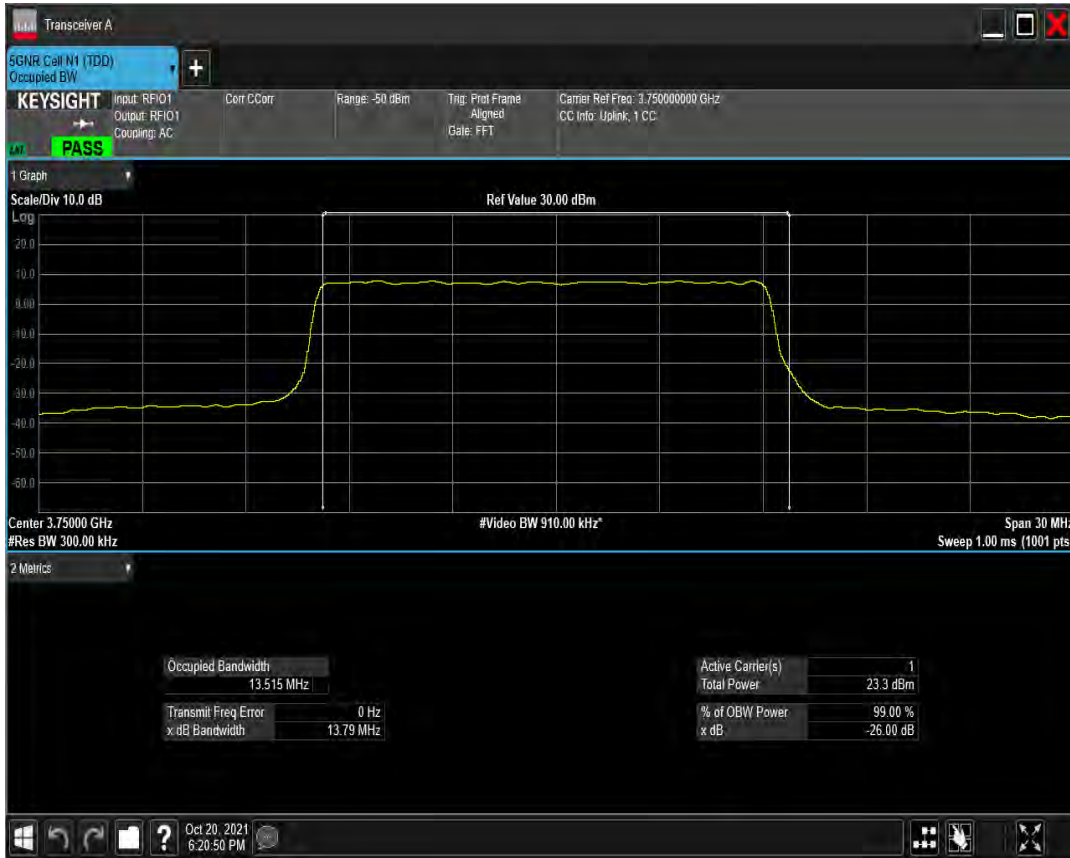 Transceiver A
5GNR Cell N1 (TDD)
Occupied BW
+
KEYSIGHT
Input: RFIO1
Output: RFIO1
Coupling: AC
Corr CCorr
Range: -50 dBm
Trig: Prot Frame
Aligned
Gate: FFT
Carrier Ref Freq: 3.750000000 GHz
CC Info: Uplink, 1 CC
PASS
1 Graph
Scale/Div 10.0 dB
Ref Value 30.00 dBm
Log
20.0
10.0
0.00
-10.0
-20.0
-30.0
-40.0
-50.0
-60.0
Center 3.75000 GHz
#Video BW 910.00 kHz*
Span 30 MHz
#Res BW 300.00 kHz
Sweep 1.00 ms (1001 pts
2 Metrics
Occupied Bandwidth
13.515 MHz
Transmit Freq Error 0 Hz
x dB Bandwidth 13.79 MHz
Active Carrier(s) 1
Total Power 23.3 dBm
% of OBW Power 99.00 %
x dB -26.00 dB
?
Oct 20, 2021
6:20:50 PM